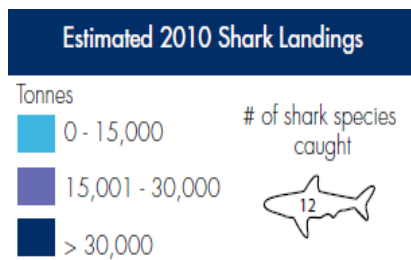 Estimated 2010 Shark Landings
Tonnes
0 - 15,000
15,001 - 30,000
> 30,000
# of shark species
caught
12